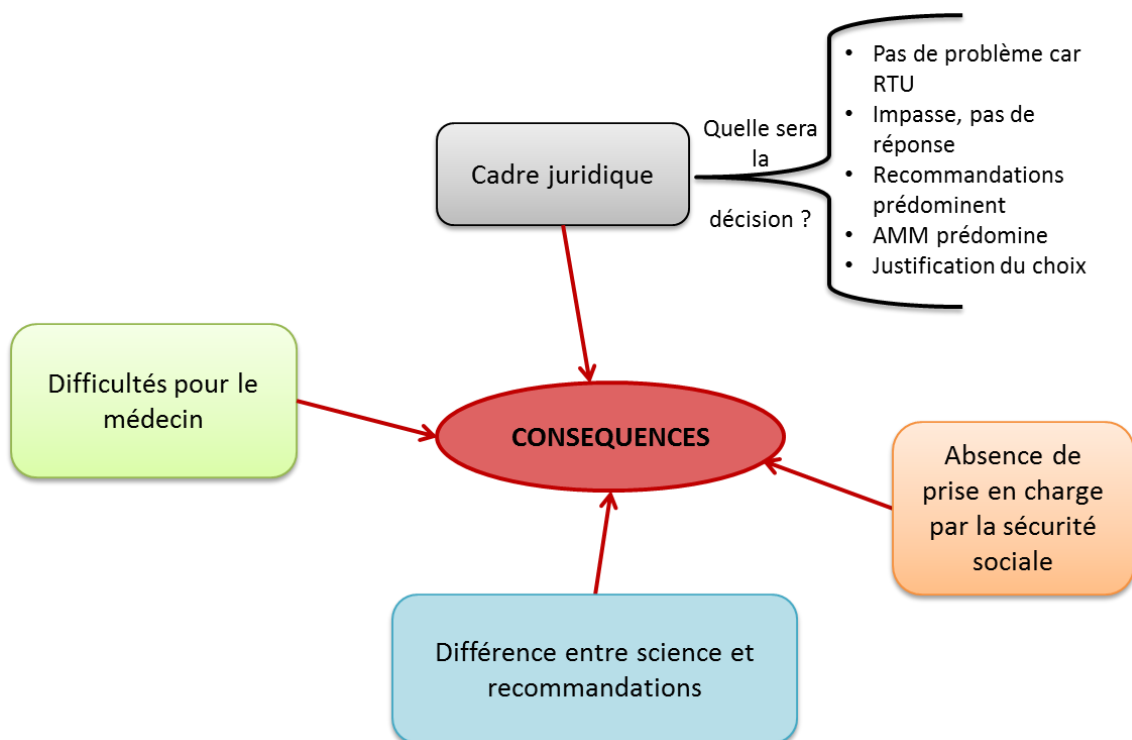 Cadre juridique
Quelle sera
la
décision ?
• Pas de problème car
RTU
• Impasse, pas de
réponse
• Recommandations
prédominent
• AMM prédomine
• Justification du choix
Difficultés pour le
médecin
CONSEQUENCES
Absence de
prise en charge
par la sécurité
sociale
Différence entre science et
recommandations